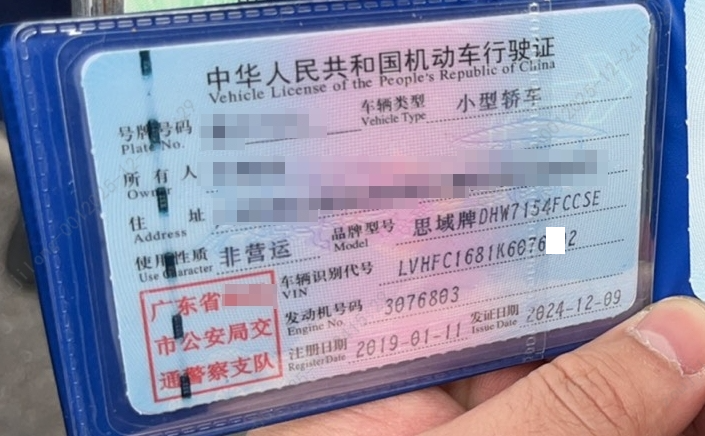 中华人民共和国机动车行驶证
Vehicle License of the People's Republic of China
号牌号码 车辆类型 小型轿车
Plate No. Vehicle Type
所有人
Owner
住址
Address
使用性质 非营运 品牌型号 思域牌DHW7154FCCSE
Use Character Model
车辆识别代号 LVHFC1681K6076 2
VIN
广东省
市公安局交
通警察支队
发动机号码 3076803
Engine No.
注册日期 2019-01-11 发证日期 2024-12-09
Register Date Issue Date